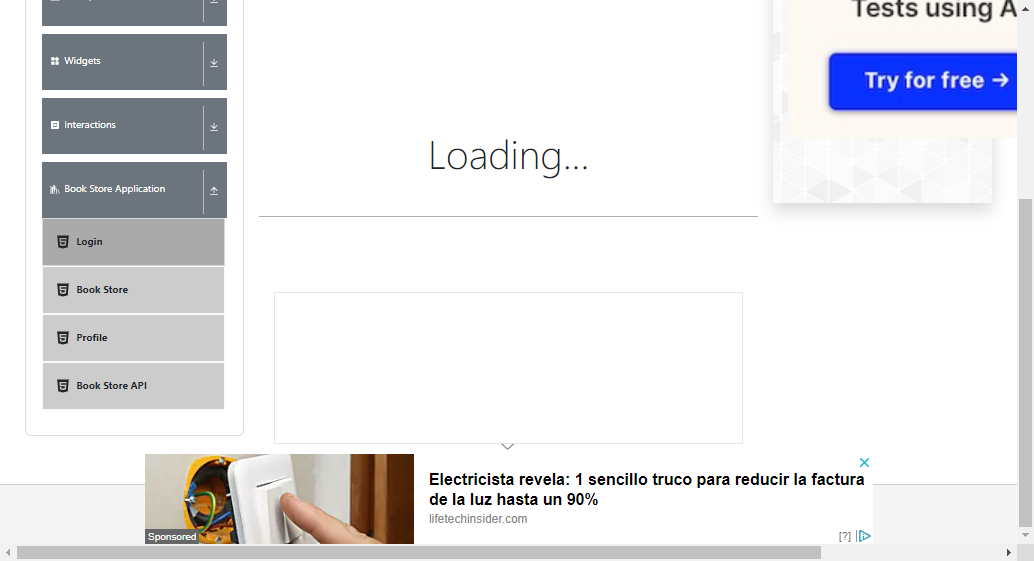 Tests using A
Widgets
Try for free →
Interactions
Loading...
Book Store Application
Login
Book Store
Profile
Book Store API
Electricista revela: 1 sencillo truco para reducir la factura
de la luz hasta un 90%
lifetechinsider.com
Sponsored
[?]